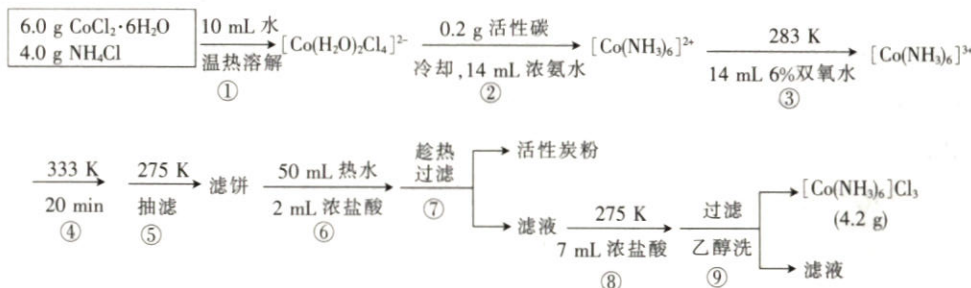 6.0 g CoCl₂·6H₂O
4.0 g NH₄Cl
10 mL 水
温热溶解
①
[Co(H₂O)₂Cl₄]²⁻
0.2 g 活性碳
冷却,14 mL 浓氨水
②
[Co(NH₃)₆]²⁺
283 K
14 mL 6%双氧水
③
[Co(NH₃)₆]³⁺
333 K
20 min
④
275 K
抽滤
⑤
滤饼
50 mL 热水
2 mL 浓盐酸
⑥
趁热
过滤
⑦
活性炭粉
滤液
275 K
7 mL 浓盐酸
⑧
过滤
乙醇洗
⑨
[Co(NH₃)₆]Cl₃
(4.2 g)
滤液